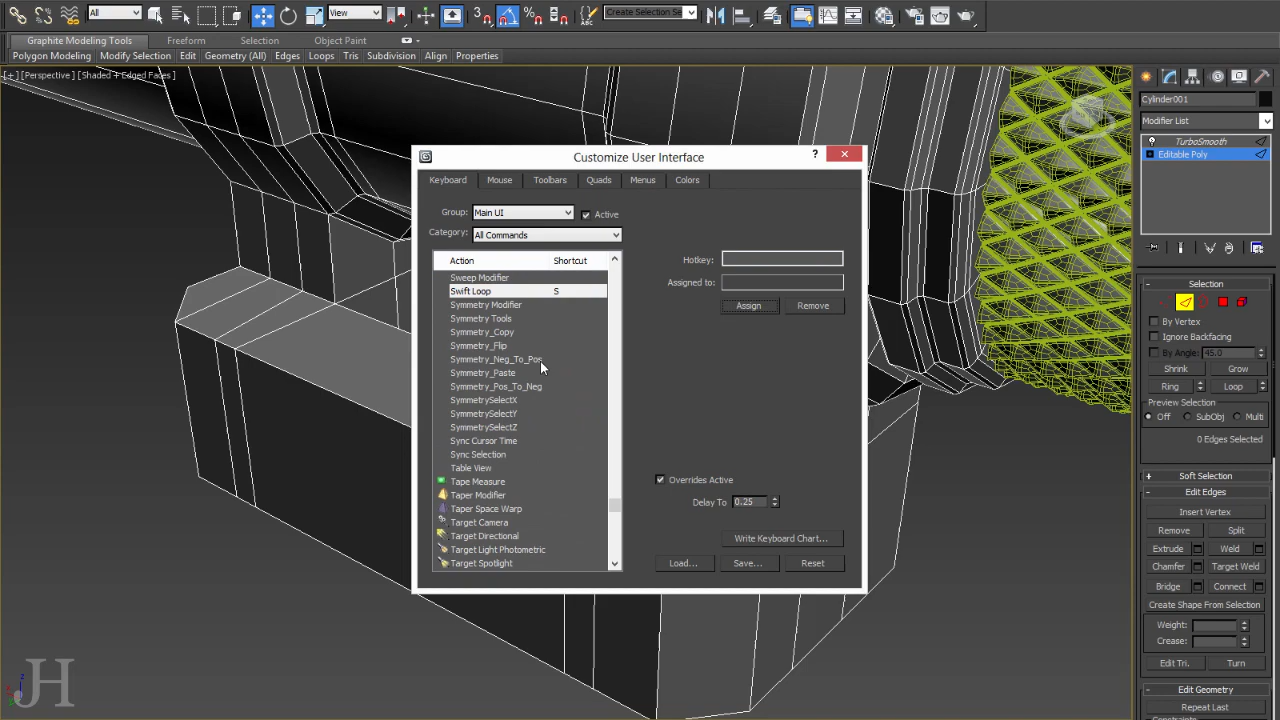 All
View
Create Selection Se
Graphite Modeling Tools
Freeform
Selection
Object Paint
Polygon Modeling
Modify Selection
Edit
Geometry (All)
Edges
Loops
Tris
Subdivision
Align
Properties
[+] [Perspective] [Shaded + Edged Faces]
Customize User Interface
?
Keyboard
Mouse
Toolbars
Quads
Menus
Colors
Group:
Main UI
Active
Category:
All Commands
Action
Shortcut
Sweep Modifier
Swift Loop
S
Symmetry Modifier
Symmetry Tools
Symmetry_Copy
Symmetry_Flip
Symmetry_Neg_To_Pos
Symmetry_Paste
Symmetry_Pos_To_Neg
SymmetrySelectX
SymmetrySelectY
SymmetrySelectZ
Sync Cursor Time
Sync Selection
Table View
Tape Measure
Taper Modifier
Taper Space Warp
Target Camera
Target Directional
Target Light Photometric
Target Spotlight
Hotkey:
Assigned to:
Assign
Remove
Overrides Active
Delay To
0.25
Write Keyboard Chart...
Load...
Save...
Reset
Cylinder001
Modifier List
TurboSmooth
Editable Poly
Selection
By Vertex
Ignore Backfacing
By Angle:
45.0
Shrink
Grow
Ring
Loop
Preview Selection
Off
SubObj
Multi
0 Edges Selected
Soft Selection
Edit Edges
Insert Vertex
Remove
Split
Extrude
Weld
Chamfer
Target Weld
Bridge
Connect
Create Shape From Selection
Weight:
Crease:
Edit Tri.
Turn
Edit Geometry
Repeat Last
JH